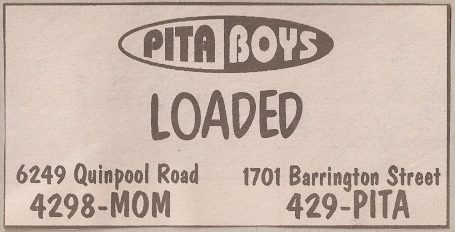 PITA BOYS
LOADED
6249 Quinpool Road 1701 Barrington Street
4298-MOM 429-PITA